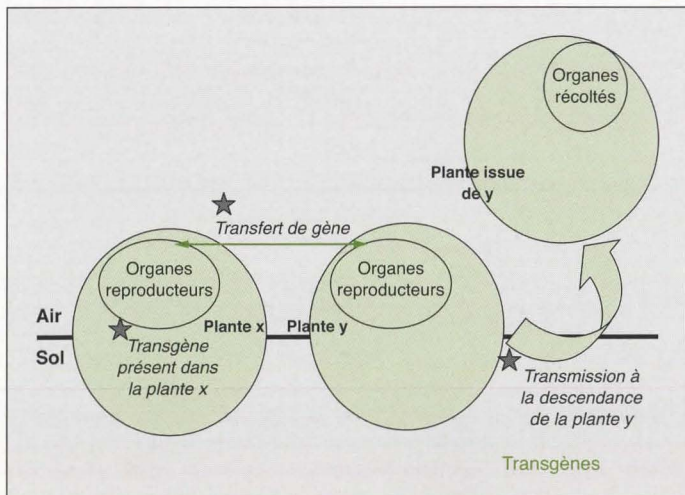 Organes
récoltés
Plante issue
de y
Transfert de gène
Organes
reproducteurs
Organes
reproducteurs
Air
Plante x
Plante y
Sol
Transgène
présent dans
la plante x
Transmission à
la descendance
de la plante y
Transgènes